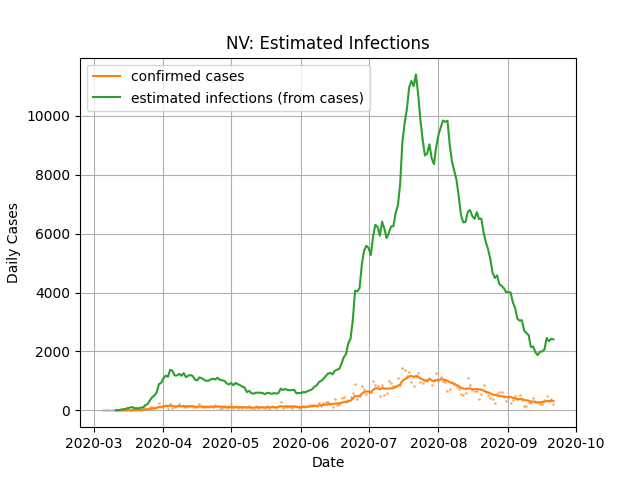 NV: Estimated Infections
confirmed cases
estimated infections (from cases)
10000
8000
6000
4000
2000
0
Daily Cases
2020-03 2020-04 2020-05 2020-06 2020-07 2020-08 2020-09 2020-10
Date